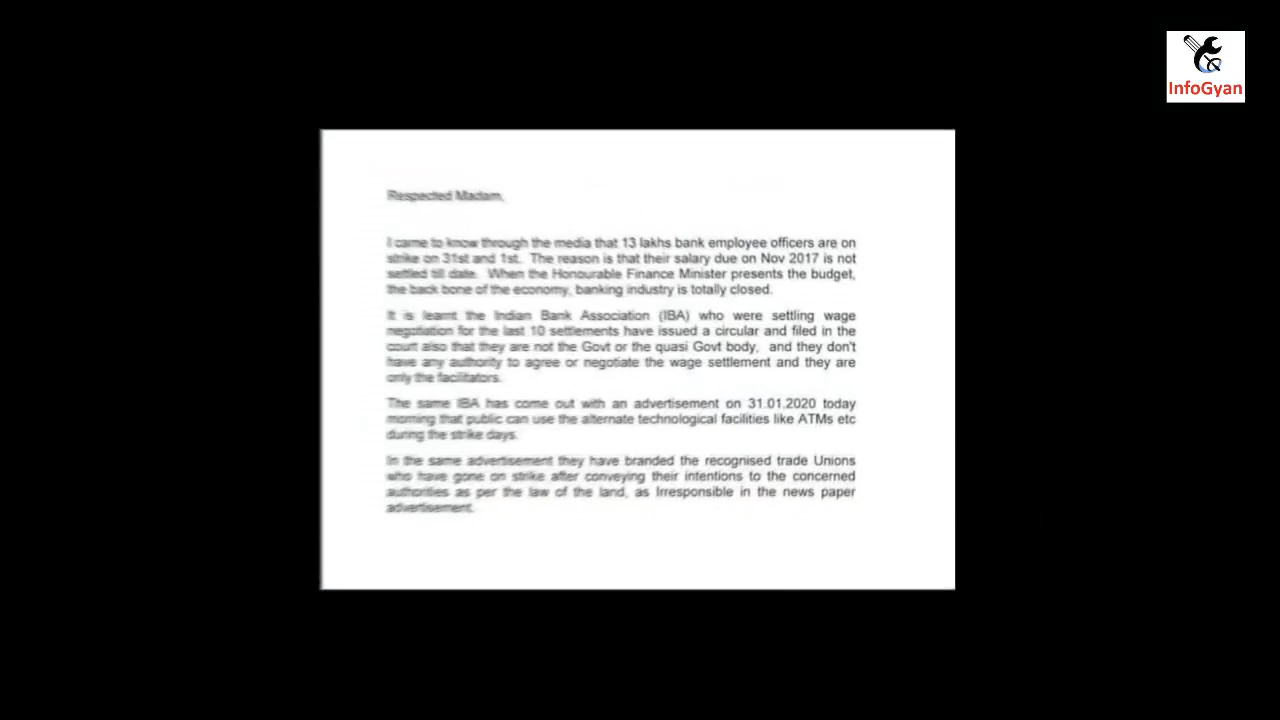 InfoGyan
Respected Madam,
I came to know through the media that 13 lakhs bank employee officers are on
strike on 31st and 1st. The reason is that their salary due on Nov 2017 is not
settled till date. When the Honourable Finance Minister presents the budget,
the back bone of the economy, banking industry is totally closed.
It is learnt the Indian Bank Association (IBA) who were settling wage
negotiation for the last 10 settlements have issued a circular and filed in the
court also that they are not the Govt or the quasi Govt body, and they don't
have any authority to agree or negotiate the wage settlement and they are
only the facilitators.
The same IBA has come out with an advertisement on 31.01.2020 today
morning that public can use the alternate technological facilities like ATMs etc
during the strike days.
In the same advertisement they have branded the recognised trade Unions
who have gone on strike after conveying their intentions to the concerned
authorities as per the law of the land, as Irresponsible in the news paper
advertisement.